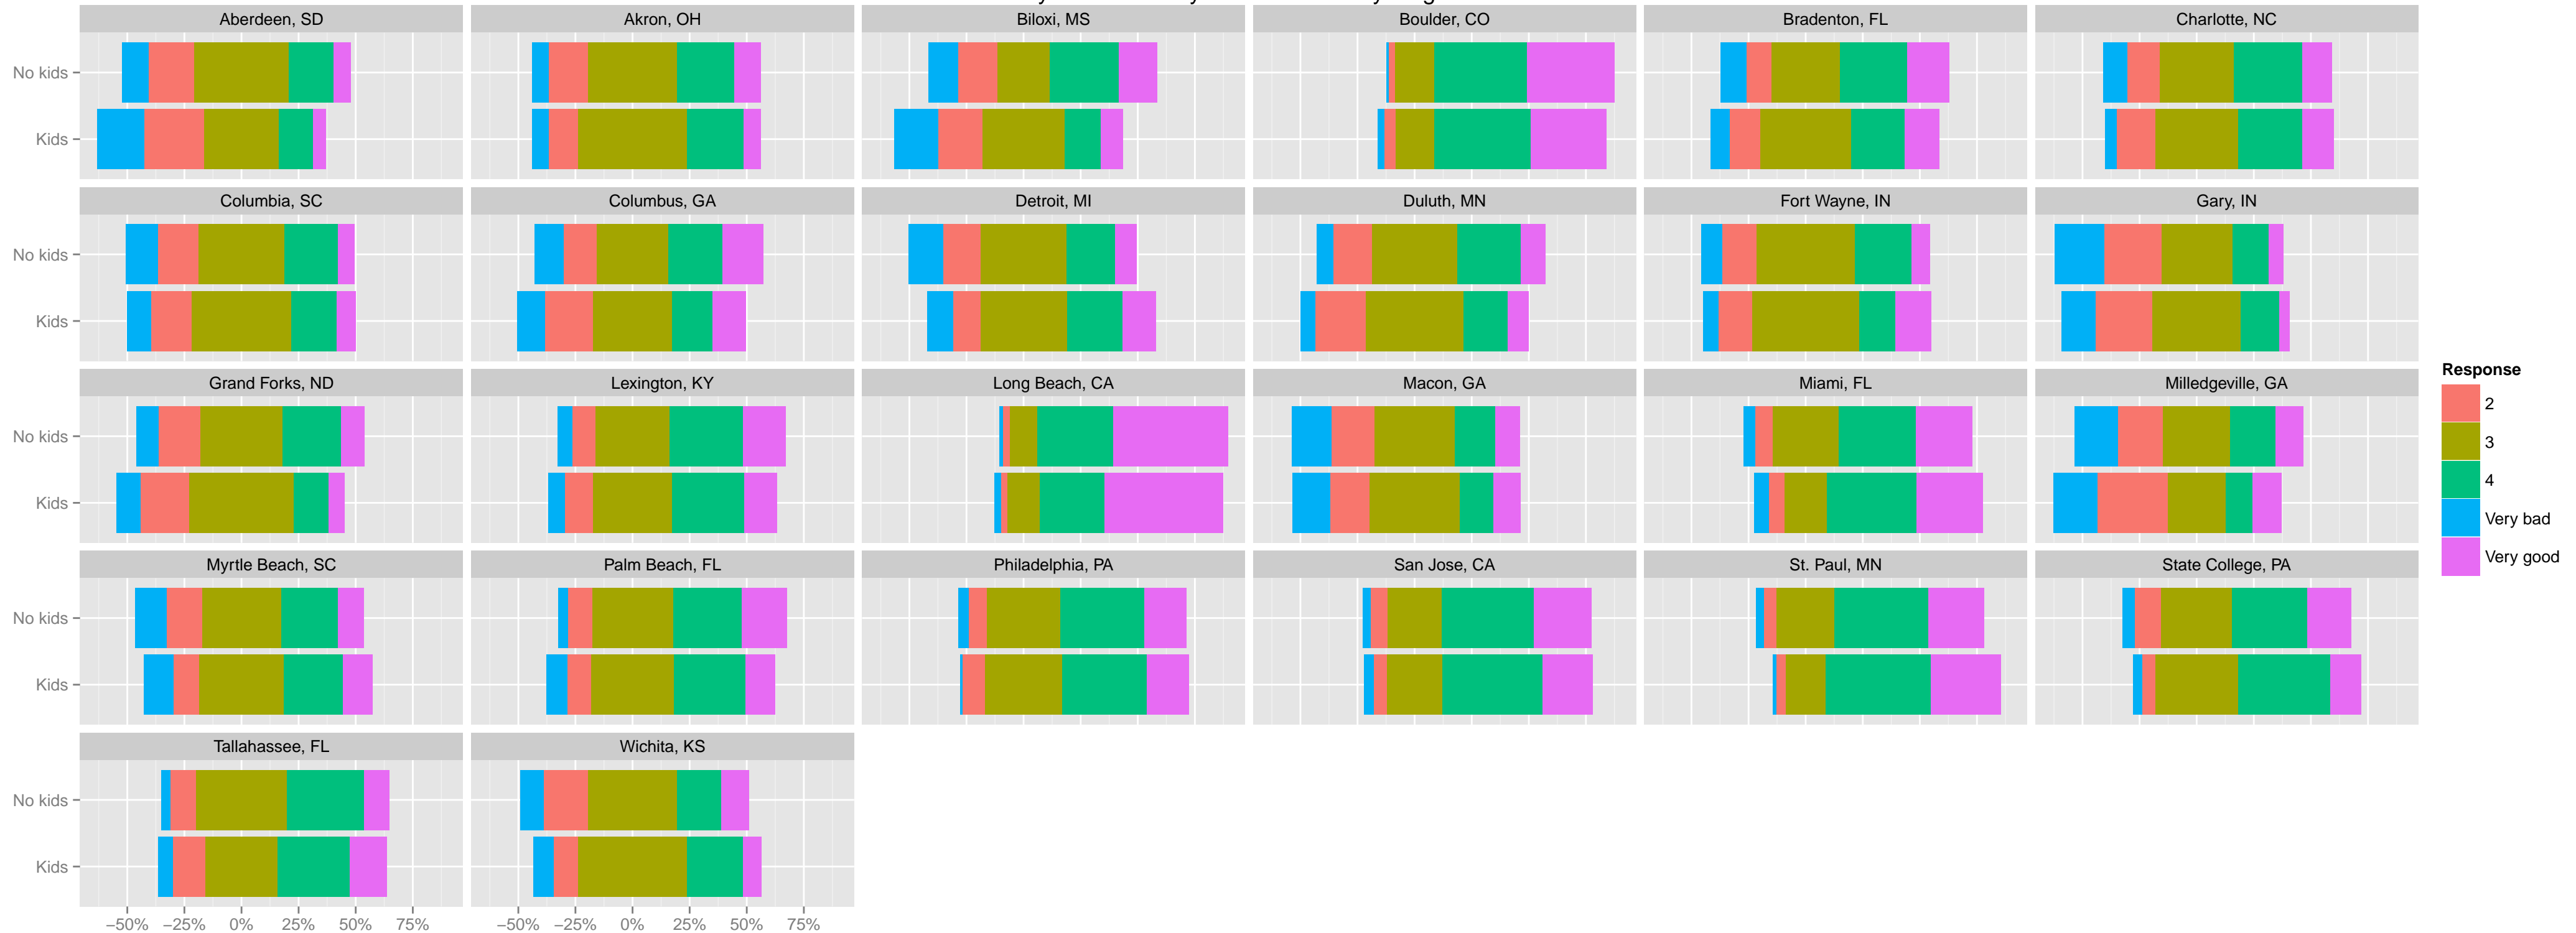 Aberdeen, SD
Akron, OH
Biloxi, MS
Boulder, CO
Bradenton, FL
Charlotte, NC
No kids
Kids
Columbia, SC
Columbus, GA
Detroit, MI
Duluth, MN
Fort Wayne, IN
Gary, IN
No kids
Kids
Grand Forks, ND
Lexington, KY
Long Beach, CA
Macon, GA
Miami, FL
Milledgeville, GA
No kids
Kids
Myrtle Beach, SC
Palm Beach, FL
Philadelphia, PA
San Jose, CA
St. Paul, MN
State College, PA
No kids
Kids
Tallahassee, FL
Wichita, KS
No kids
Kids
−50% −25% 0% 25% 50% 75%
−50% −25% 0% 25% 50% 75%
Response
2
3
4
Very bad
Very good